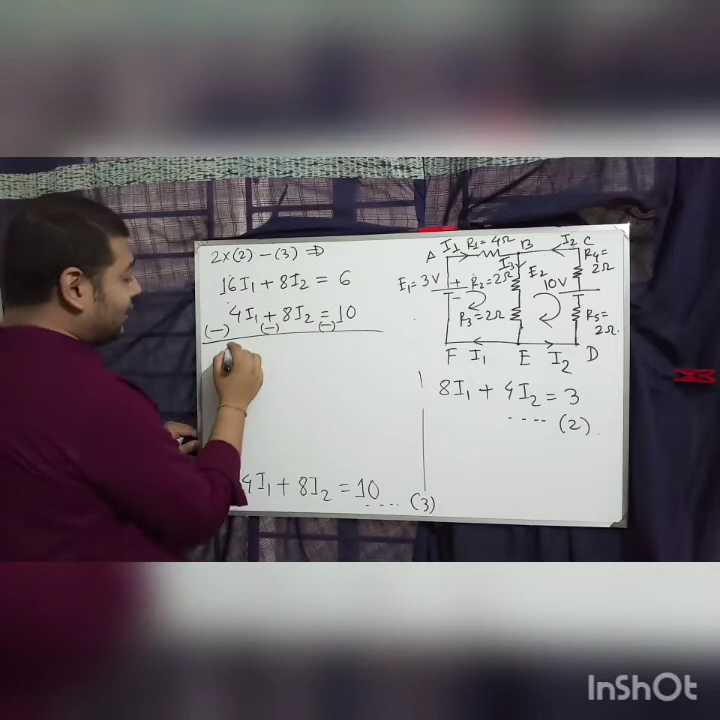 2×(2) – (3) ⇒
16I₁ + 8I₂ = 6
4I₁ + 8I₂ = 10
(–) (–) (–)
4I₁ + 8I₂ = 10
.... (3)
A I₁ R₁ = 4Ω B I₂ C
I₃
E₁ = 3V + R₂ = 2Ω E₂ 10V R₄ = 2Ω
–
R₃ = 2Ω R₅ = 2Ω.
F I₁ E I₂ D
8I₁ + 4I₂ = 3
.... (2)
InShOt